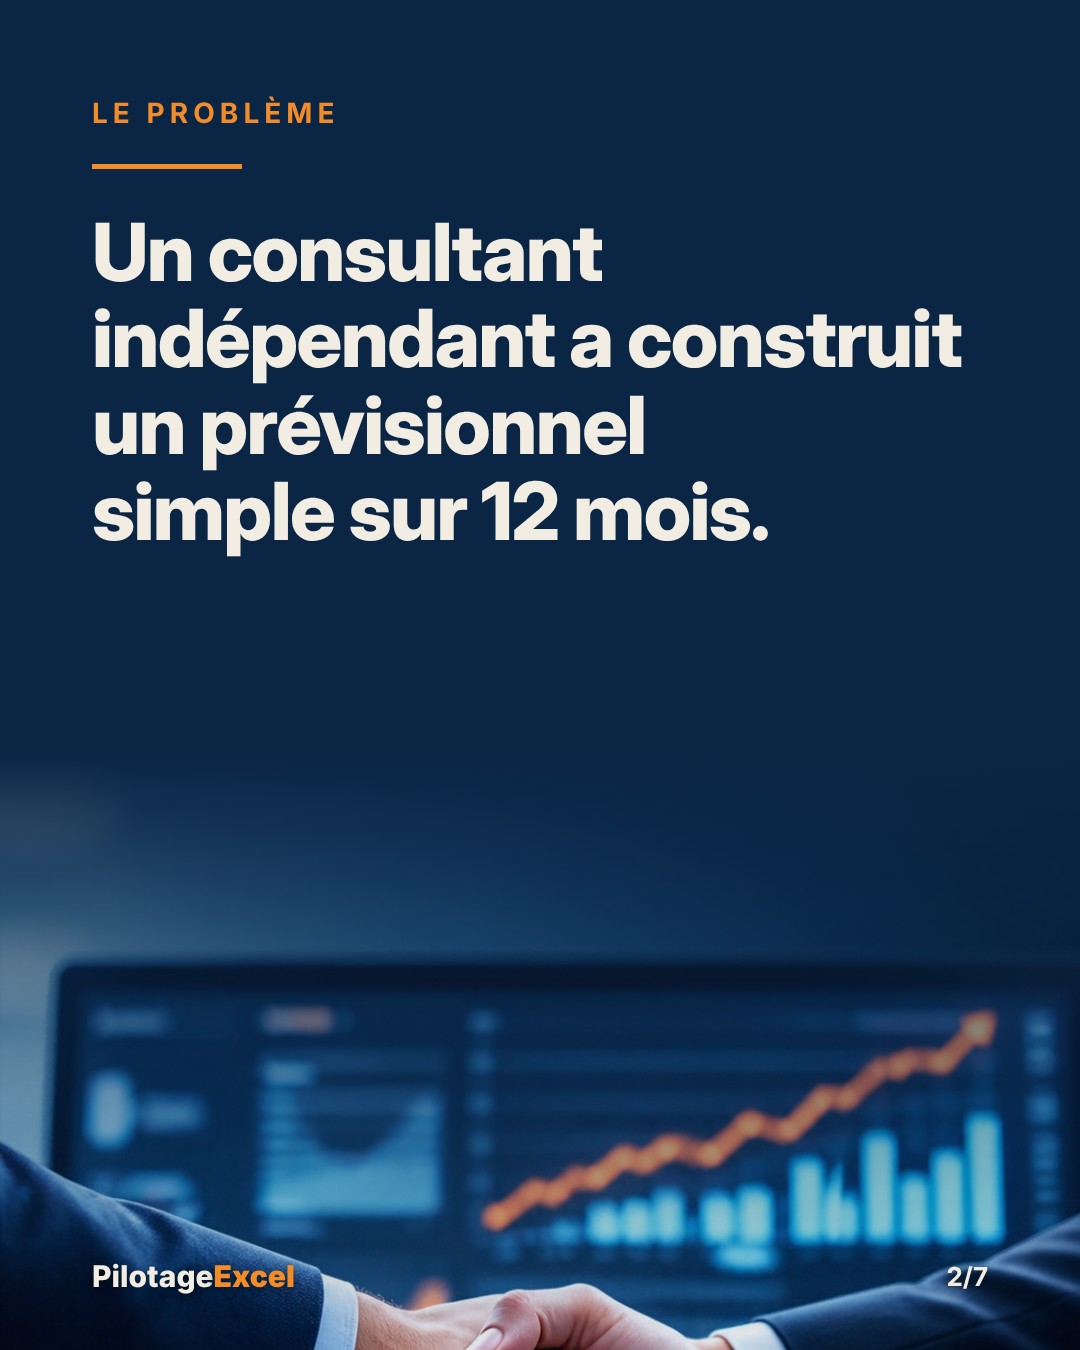 LE PROBLÈME
Un consultant
indépendant a construit
un prévisionnel
simple sur 12 mois.
PilotageExcel
2/7